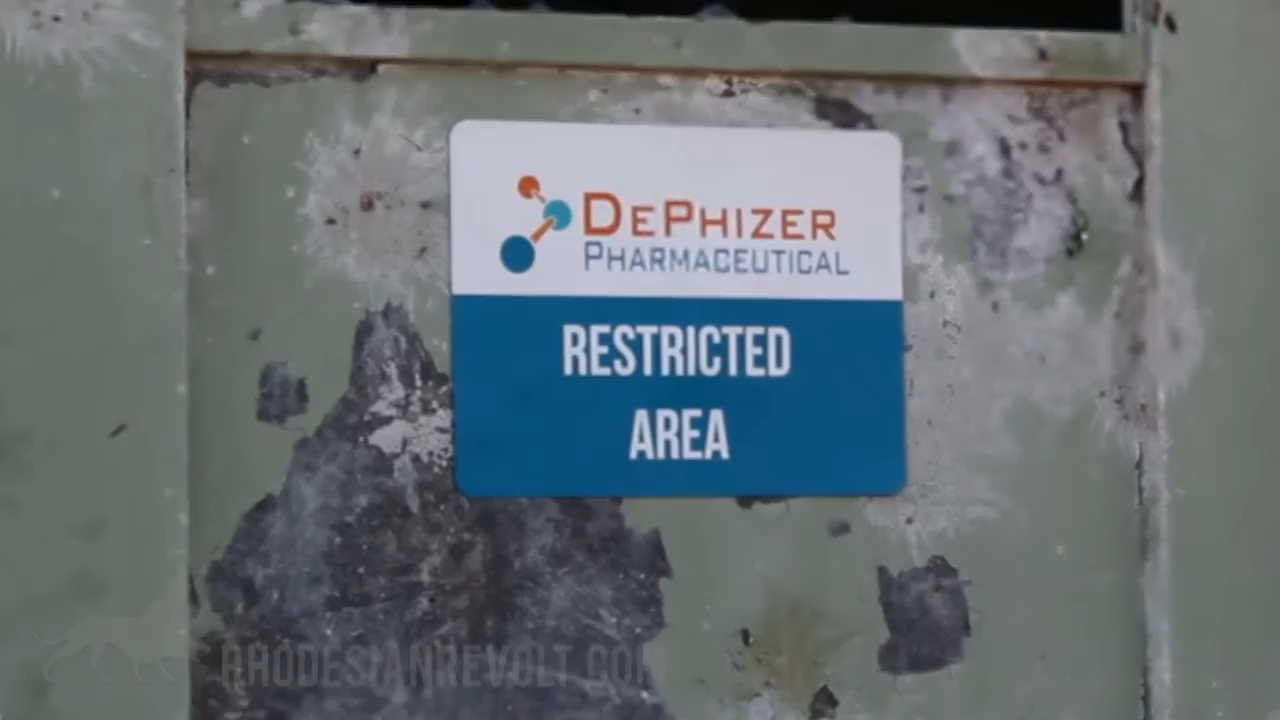 DePhizer
Pharmaceutical
RESTRICTED
AREA
RHODESIANREVOLT.COM